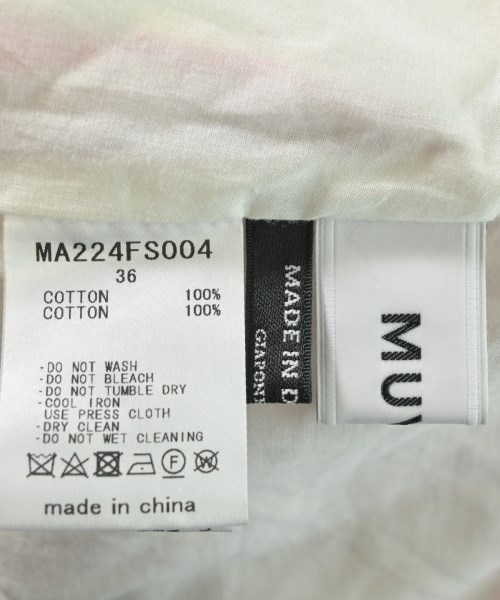 MA224FS004
36
COTTON 100%
COTTON 100%
-DO NOT WASH
-DO NOT BLEACH
-DO NOT TUMBLE DRY
-COOL IRON
USE PRESS CLOTH
-DRY CLEAN
-DO NOT WET CLEANING
F
made in china
MADE IN D